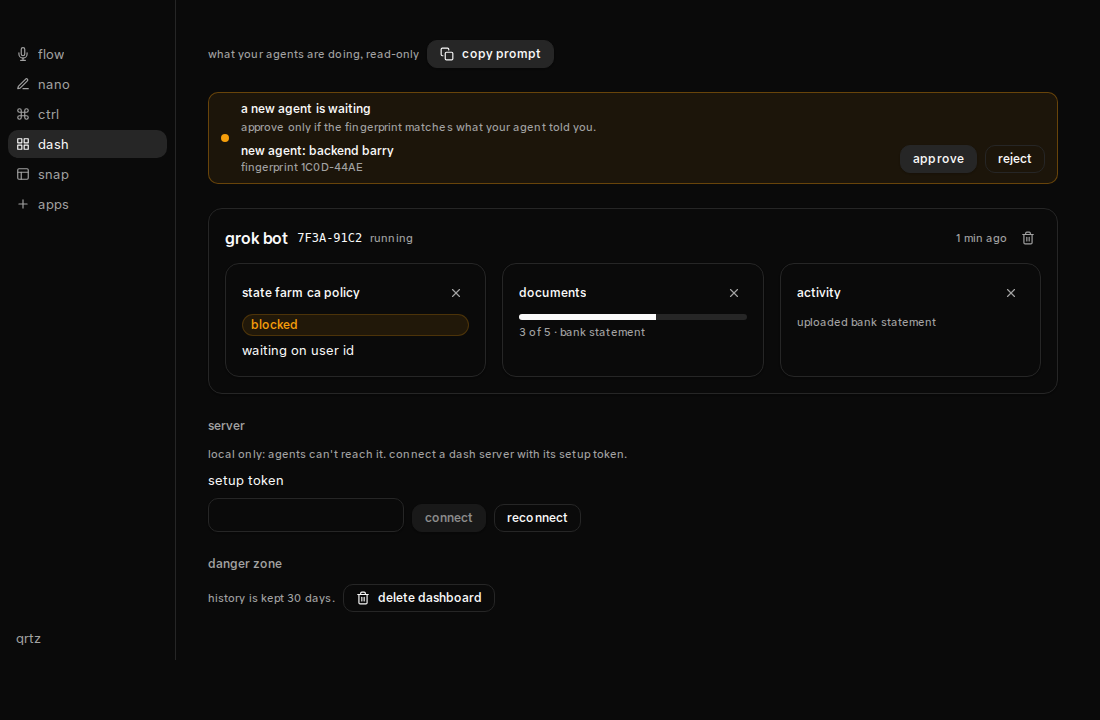 flow
nano
ctrl
dash
snap
apps
qrtz
what your agents are doing, read-only
copy prompt
a new agent is waiting
approve only if the fingerprint matches what your agent told you.
new agent: backend barry
fingerprint 1C0D-44AE
approve
reject
grok bot 7F3A-91C2 running
1 min ago
state farm ca policy
blocked
waiting on user id
documents
3 of 5 · bank statement
activity
uploaded bank statement
server
local only: agents can't reach it. connect a dash server with its setup token.
setup token
connect
reconnect
danger zone
history is kept 30 days.
delete dashboard